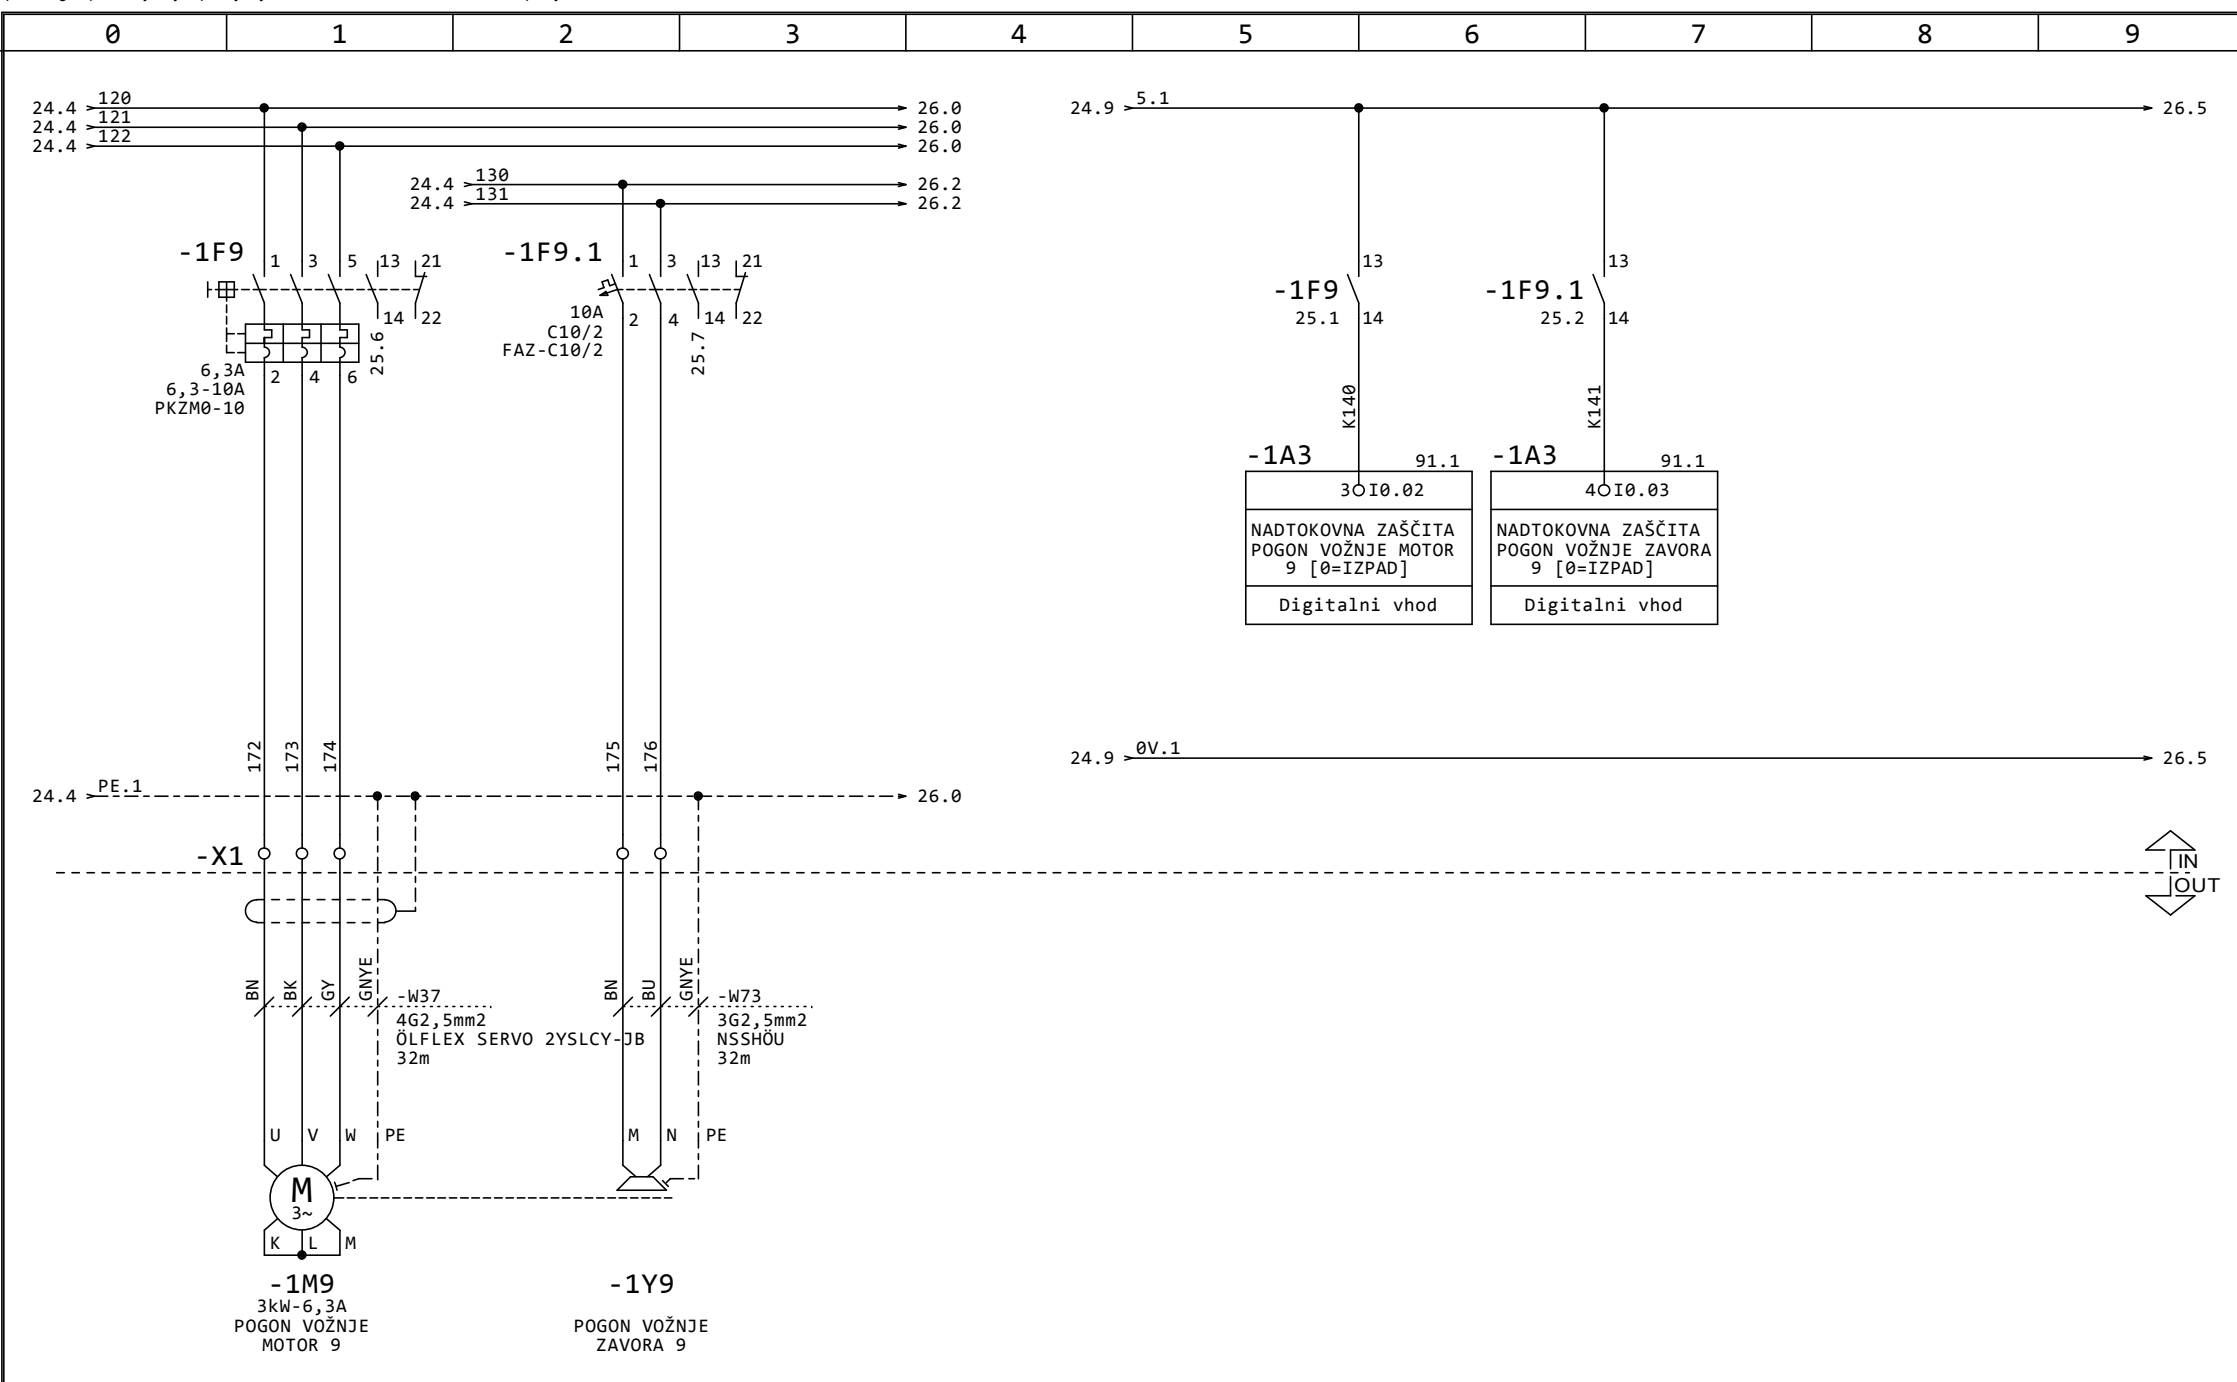 0 1 2 3 4 5 6 7 8 9
24.4 120 26.0
24.4 121 26.0
24.4 122 26.0
24.4 130 26.2
24.4 131 26.2
24.9 5.1 26.5
-1F9 1 3 5 13 21
14 22
25.6
6,3A
6,3-10A
PKZM0-10
2 4 6
-1F9.1 1 3 13 21
10A
C10/2
FAZ-C10/2
2 4 14 22
25.7
13
-1F9
25.1 14
K140
13
-1F9.1
25.2 14
K141
-1A3 91.1
3 I0.02
NADTOKOVNA ZAŠČITA
POGON VOŽNJE MOTOR
9 [0=IZPAD]
Digitalni vhod
-1A3 91.1
4 I0.03
NADTOKOVNA ZAŠČITA
POGON VOŽNJE ZAVORA
9 [0=IZPAD]
Digitalni vhod
172 173 174 175 176
24.9 0V.1 26.5
24.4 PE.1 26.0
-X1
IN
OUT
BN BK GY GNYE
-W37
4G2,5mm2
ÖLFLEX SERVO 2YSLCY-JB
32m
BN BU GNYE
-W73
3G2,5mm2
NSSHÖU
32m
U V W PE
M N PE
M
3~
K L M
-1M9
3kW-6,3A
POGON VOŽNJE
MOTOR 9
-1Y9
POGON VOŽNJE
ZAVORA 9